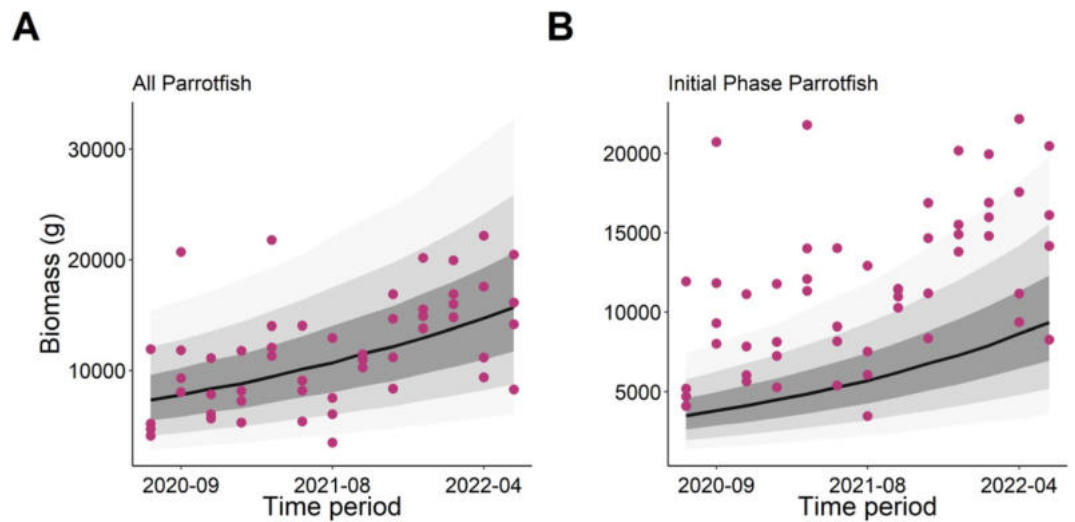 A
All Parrotfish
Biomass (g)
30000
20000
10000
2020-09
2021-08
2022-04
Time period
B
Initial Phase Parrotfish
20000
15000
10000
5000
2020-09
2021-08
2022-04
Time period